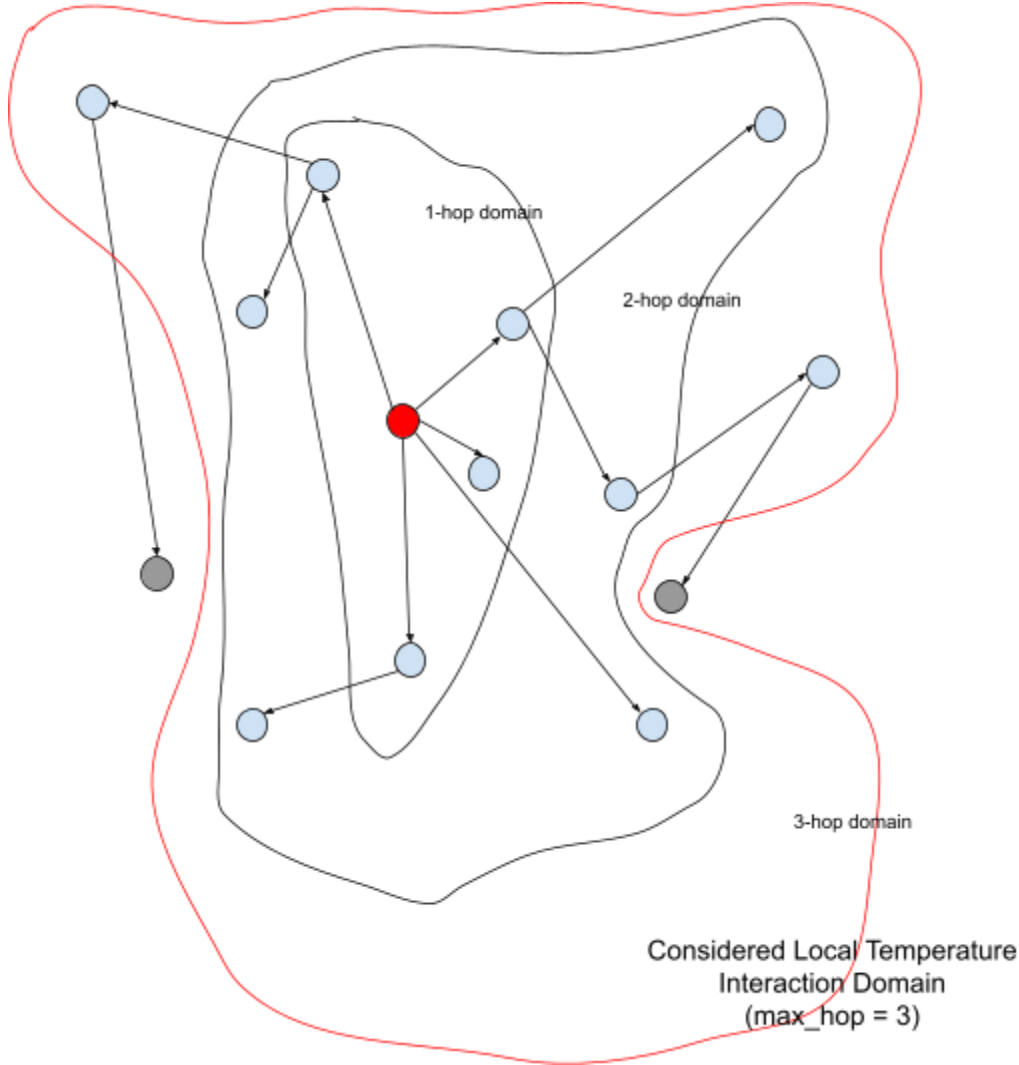 1-hop domain
2-hop domain
3-hop domain
Considered Local Temperature
Interaction Domain
(max_hop = 3)